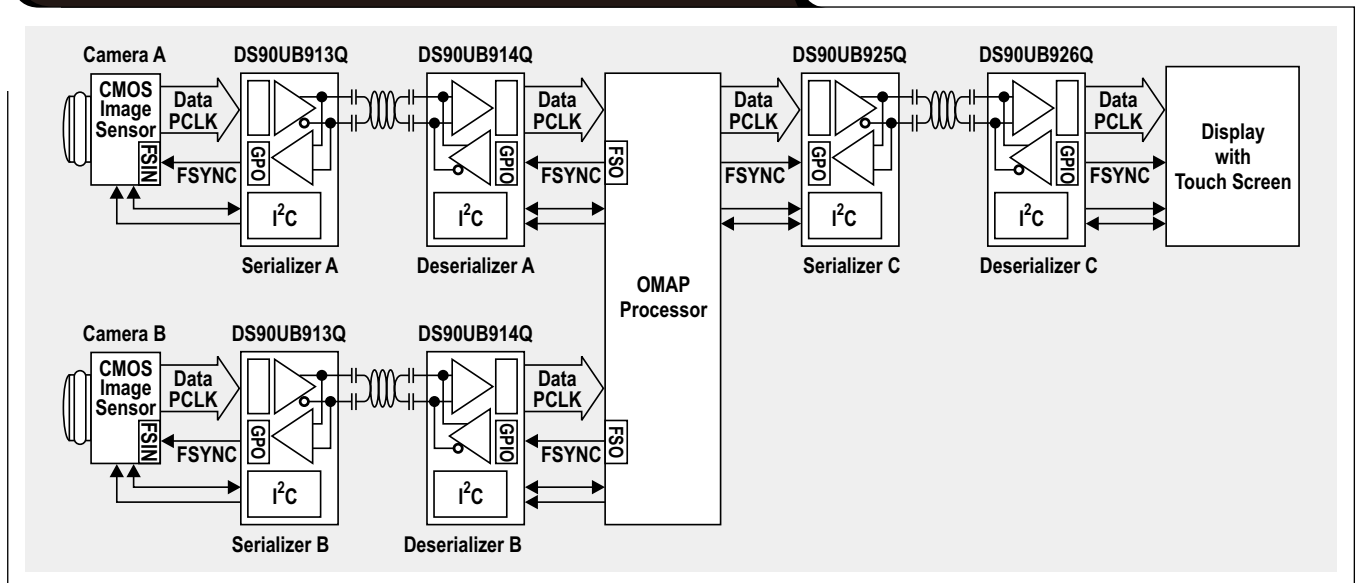 Camera A
DS90UB913Q
DS90UB914Q
DS90UB925Q
DS90UB926Q
CMOS
Image
Sensor
FSIN
Data
PCLK
FSYNC
GPO
I²C
GPIO
I²C
Data
PCLK
FSYNC
FSO
Data
PCLK
FSYNC
GPO
I²C
GPIO
I²C
Data
PCLK
FSYNC
Display
with
Touch Screen
Serializer A
Deserializer A
Serializer C
Deserializer C
OMAP
Processor
Camera B
DS90UB913Q
DS90UB914Q
CMOS
Image
Sensor
FSIN
Data
PCLK
FSYNC
GPO
I²C
GPIO
I²C
Data
PCLK
FSYNC
FSO
Serializer B
Deserializer B